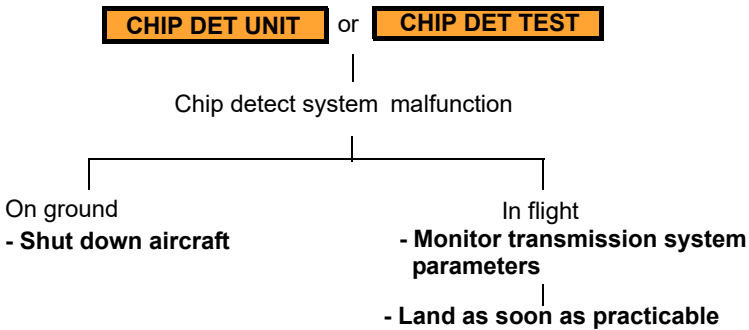 CHIP DET UNIT or CHIP DET TEST
Chip detect system malfunction
On ground
- Shut down aircraft
In flight
- Monitor transmission system
parameters
- Land as soon as practicable